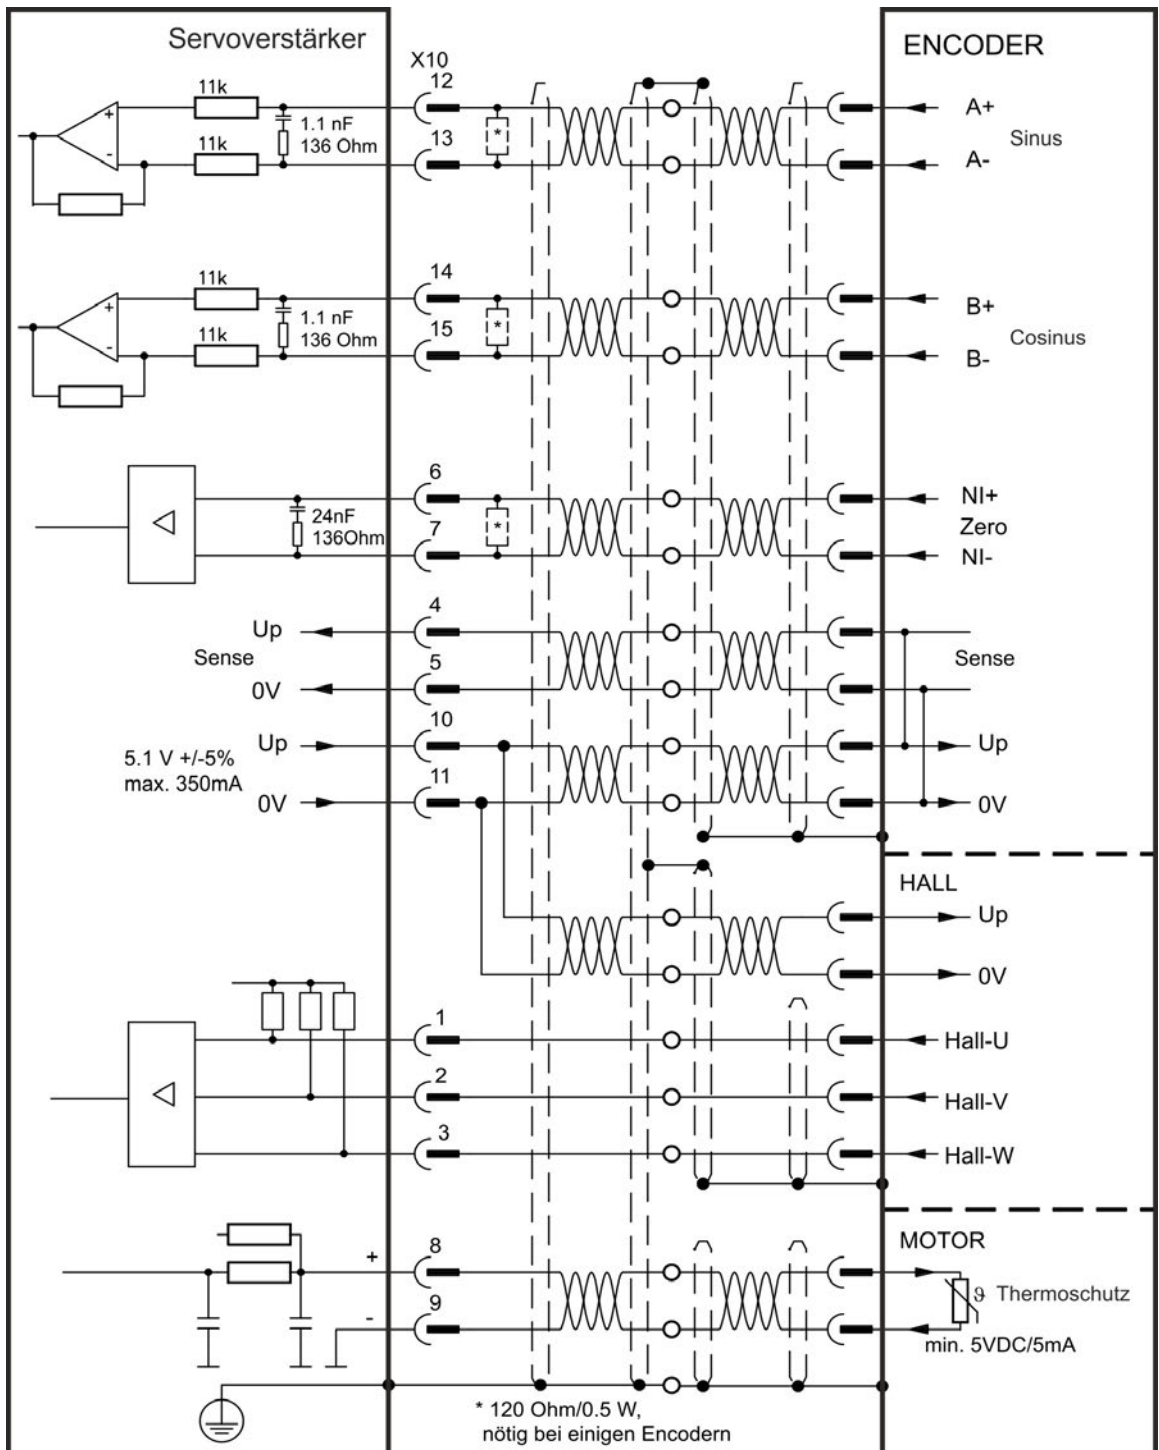 Servoverstärker
X10
ENCODER
11k
12
A+
1.1 nF
136 Ohm
*
Sinus
11k
13
A-
11k
14
B+
1.1 nF
136 Ohm
*
Cosinus
11k
15
B-
6
NI+
24nF
136Ohm
*
Zero
7
NI-
Up
4
Sense
Sense
0V
5
5.1 V +/-5%
max. 350mA
Up
10
Up
0V
11
0V
HALL
Up
0V
1
Hall-U
2
Hall-V
3
Hall-W
MOTOR
+
8
ϑ Thermoschutz
-
9
min. 5VDC/5mA
* 120 Ohm/0.5 W,
nötig bei einigen Encodern